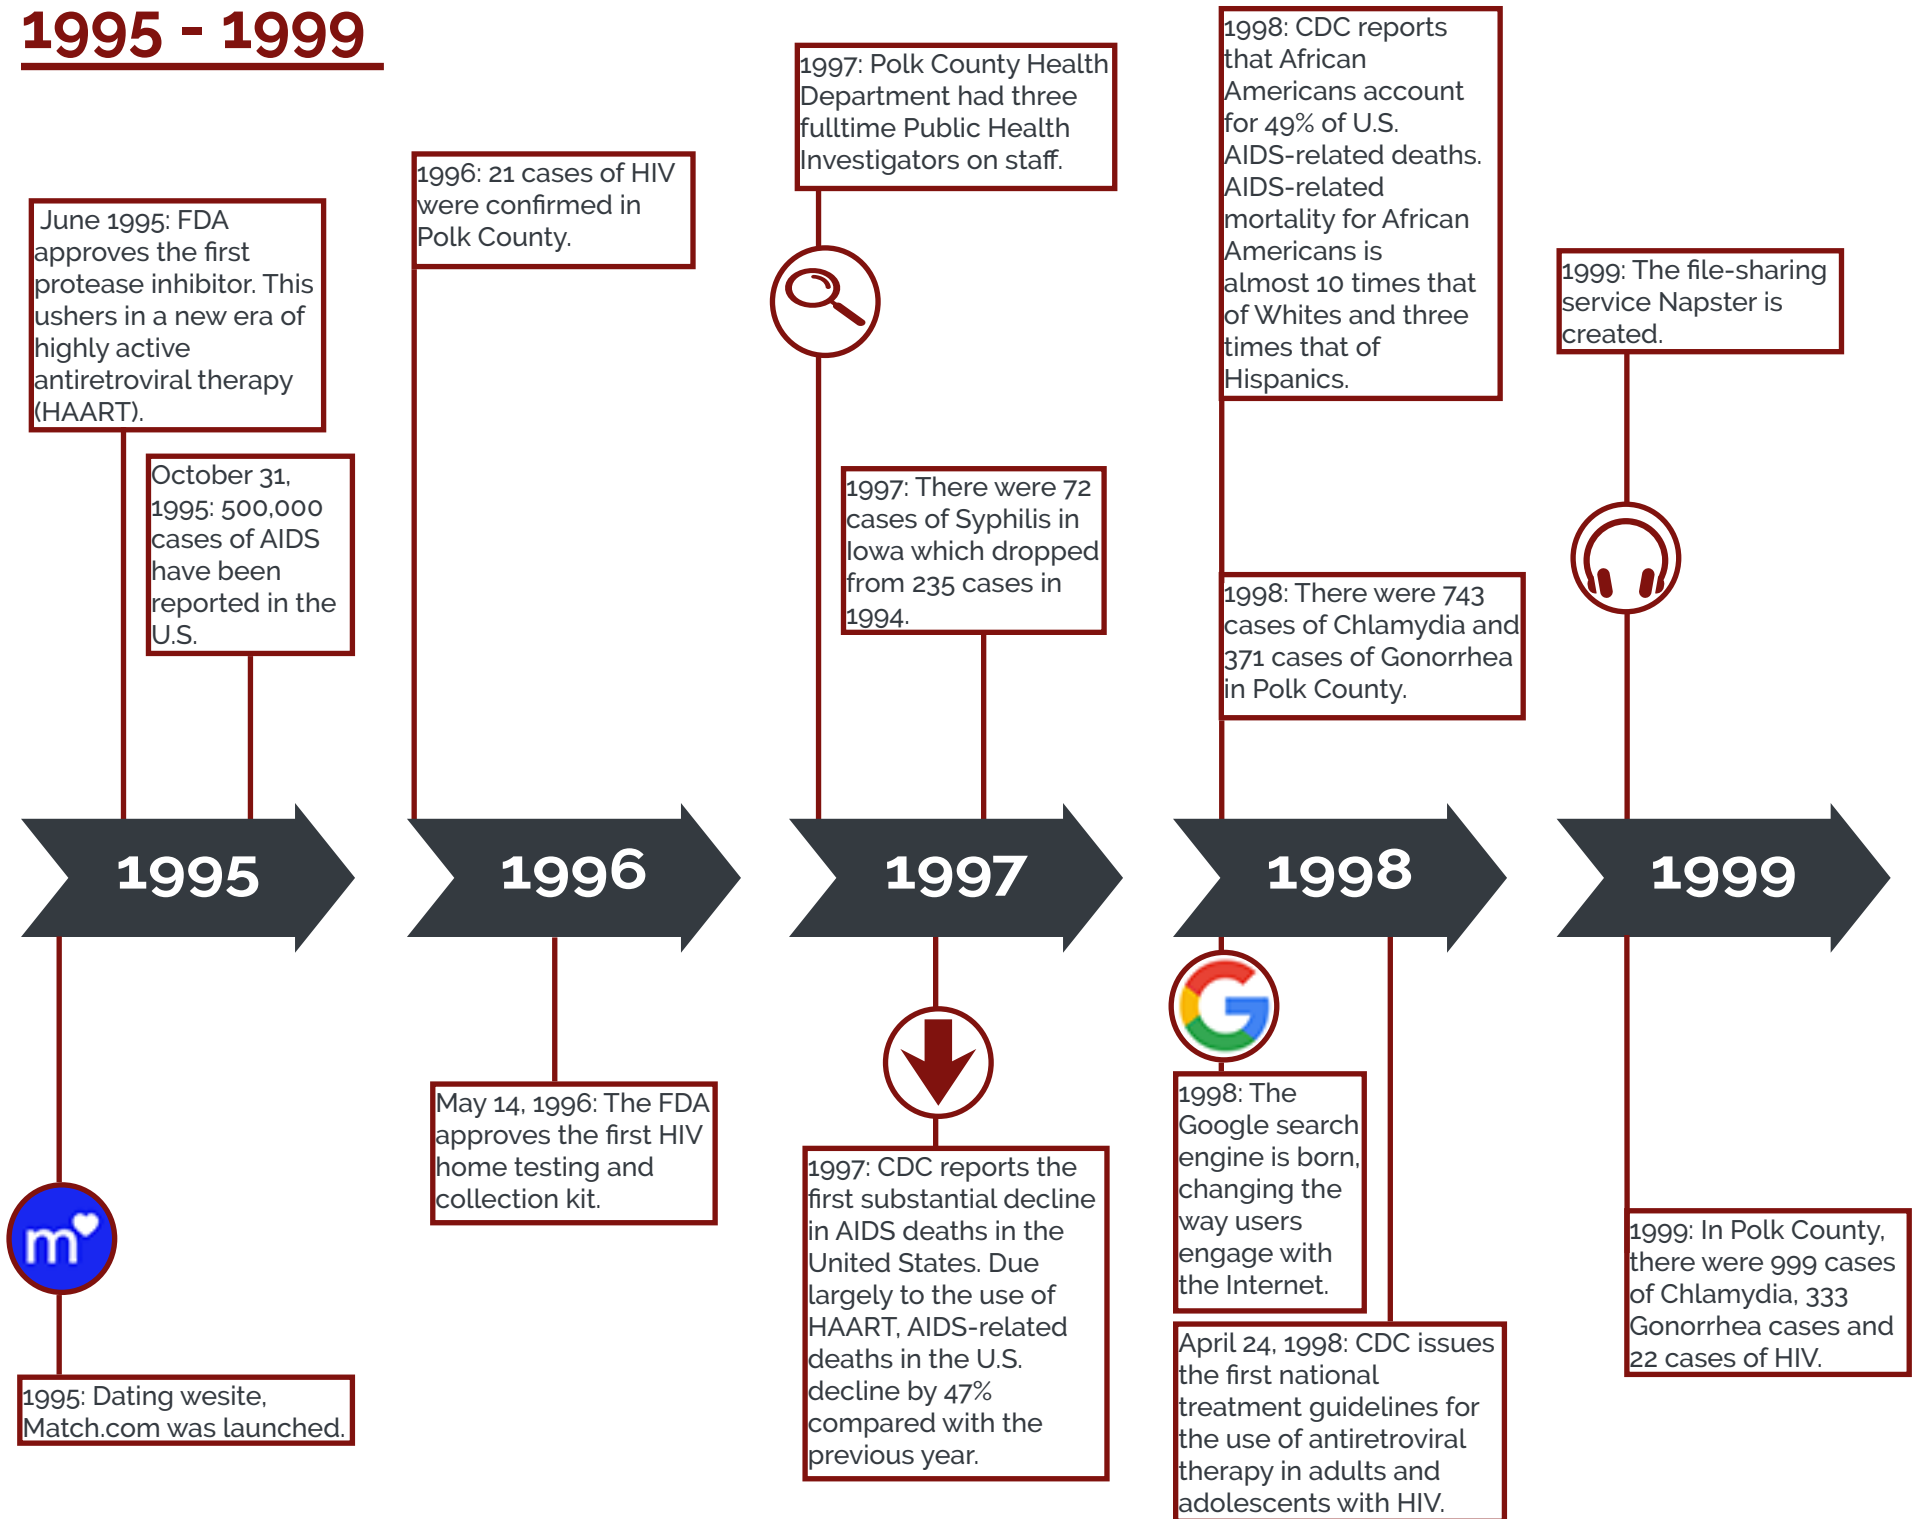 1995 - 1999
June 1995: FDA
approves the first
protease inhibitor. This
ushers in a new era of
highly active
antiretroviral therapy
(HAART).
October 31,
1995: 500,000
cases of AIDS
have been
reported in the
U.S.
1996: 21 cases of HIV
were confirmed in
Polk County.
1997: Polk County Health
Department had three
fulltime Public Health
Investigators on staff.
1997: There were 72
cases of Syphilis in
Iowa which dropped
from 235 cases in
1994.
1998: CDC reports
that African
Americans account
for 49% of U.S.
AIDS-related deaths.
AIDS-related
mortality for African
Americans is
almost 10 times that
of Whites and three
times that of
Hispanics.
1998: There were 743
cases of Chlamydia and
371 cases of Gonorrhea
in Polk County.
1999: The file-sharing
service Napster is
created.
1995
1996
1997
1998
1999
m
1995: Dating wesite,
Match.com was launched.
May 14, 1996: The FDA
approves the first HIV
home testing and
collection kit.
1997: CDC reports the
first substantial decline
in AIDS deaths in the
United States. Due
largely to the use of
HAART, AIDS-related
deaths in the U.S.
decline by 47%
compared with the
previous year.
G
1998: The
Google search
engine is born,
changing the
way users
engage with
the Internet.
April 24, 1998: CDC issues
the first national
treatment guidelines for
the use of antiretroviral
therapy in adults and
adolescents with HIV.
1999: In Polk County,
there were 999 cases
of Chlamydia, 333
Gonorrhea cases and
22 cases of HIV.